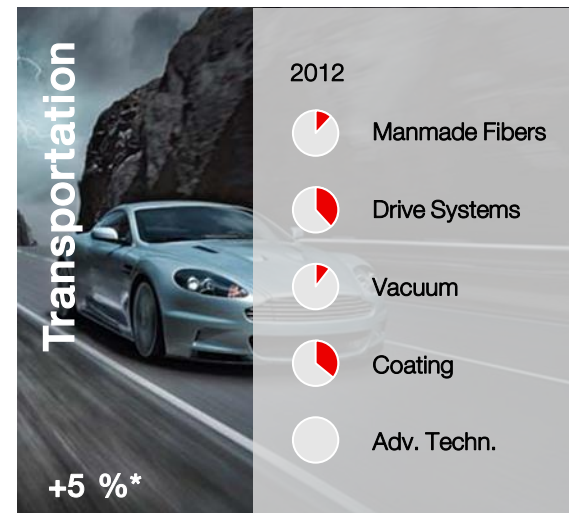 Transportation
+5 %*
2012
Manmade Fibers
Drive Systems
Vacuum
Coating
Adv. Techn.